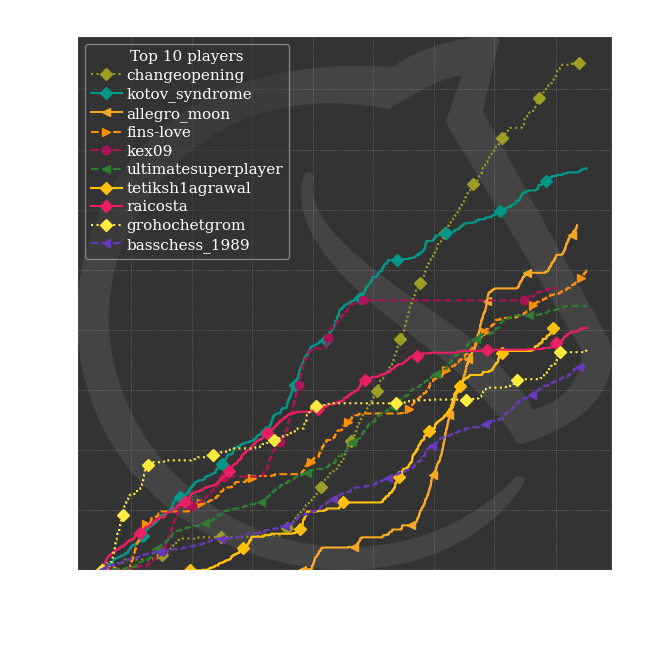 Top 10 players
changeopening
kotov_syndrome
allegro_moon
fins-love
kex09
ultimatesuperplayer
tetiksh1agrawal
raicosta
grohochetgrom
basschess_1989